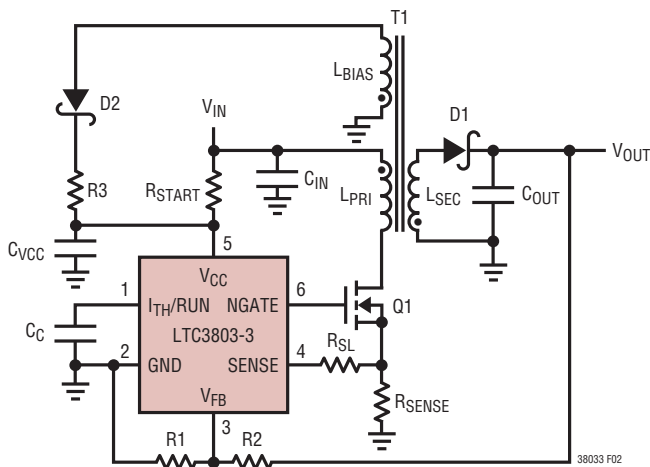 T1
L_BIAS
D2
V_IN
D1
V_OUT
R3
R_START
C_IN
L_PRI
L_SEC
C_OUT
C_VCC
5
V_CC
1
I_TH/RUN
NGATE
6
Q1
C_C
LTC3803-3
R_SL
2
GND
SENSE
4
R_SENSE
V_FB
3
R1
R2
38033 F02